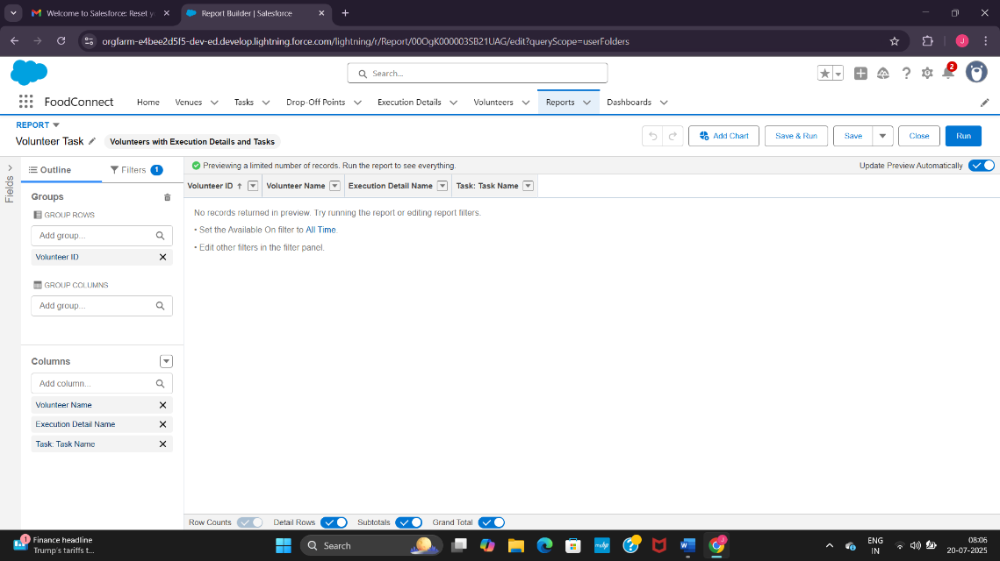 Welcome to Salesforce: Reset yo
Report Builder | Salesforce
orgfarm-e4bee2d5f5-dev-ed.develop.lightning.force.com/lightning/r/Report/00OgK000003SB21UAG/edit?queryScope=userFolders
J
Search...
2
FoodConnect
Home
Venues
Tasks
Drop-Off Points
Execution Details
Volunteers
Reports
Dashboards
REPORT
Volunteer Task
Volunteers with Execution Details and Tasks
Add Chart
Save & Run
Save
Close
Run
Fields
Outline
Filters 1
Previewing a limited number of records. Run the report to see everything.
Update Preview Automatically
Groups
GROUP ROWS
Add group...
Volunteer ID
GROUP COLUMNS
Add group...
Columns
Add column...
Volunteer Name
Execution Detail Name
Task: Task Name
Volunteer ID
Volunteer Name
Execution Detail Name
Task: Task Name
No records returned in preview. Try running the report or editing report filters.
• Set the Available On filter to All Time.
• Edit other filters in the filter panel.
Row Counts
Detail Rows
Subtotals
Grand Total
1
Finance headline
Trump's tariffs t...
Search
ENG
IN
08:06
20-07-2025